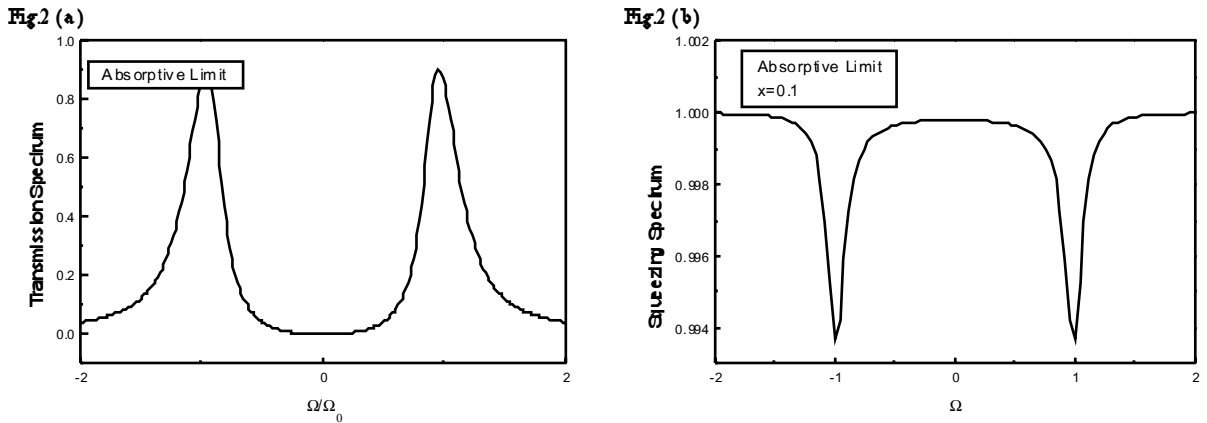 Fig.2 (a)
1.0
0.8
0.6
0.4
0.2
0.0
Absorptive Limit
Transmission Spectrum
-2
-1
0
1
2
Ω/Ω0
Fig.2 (b)
1.002
1.000
0.998
0.996
0.994
Absorptive Limit
x=0.1
Squeezing Spectrum
-2
-1
0
1
2
Ω